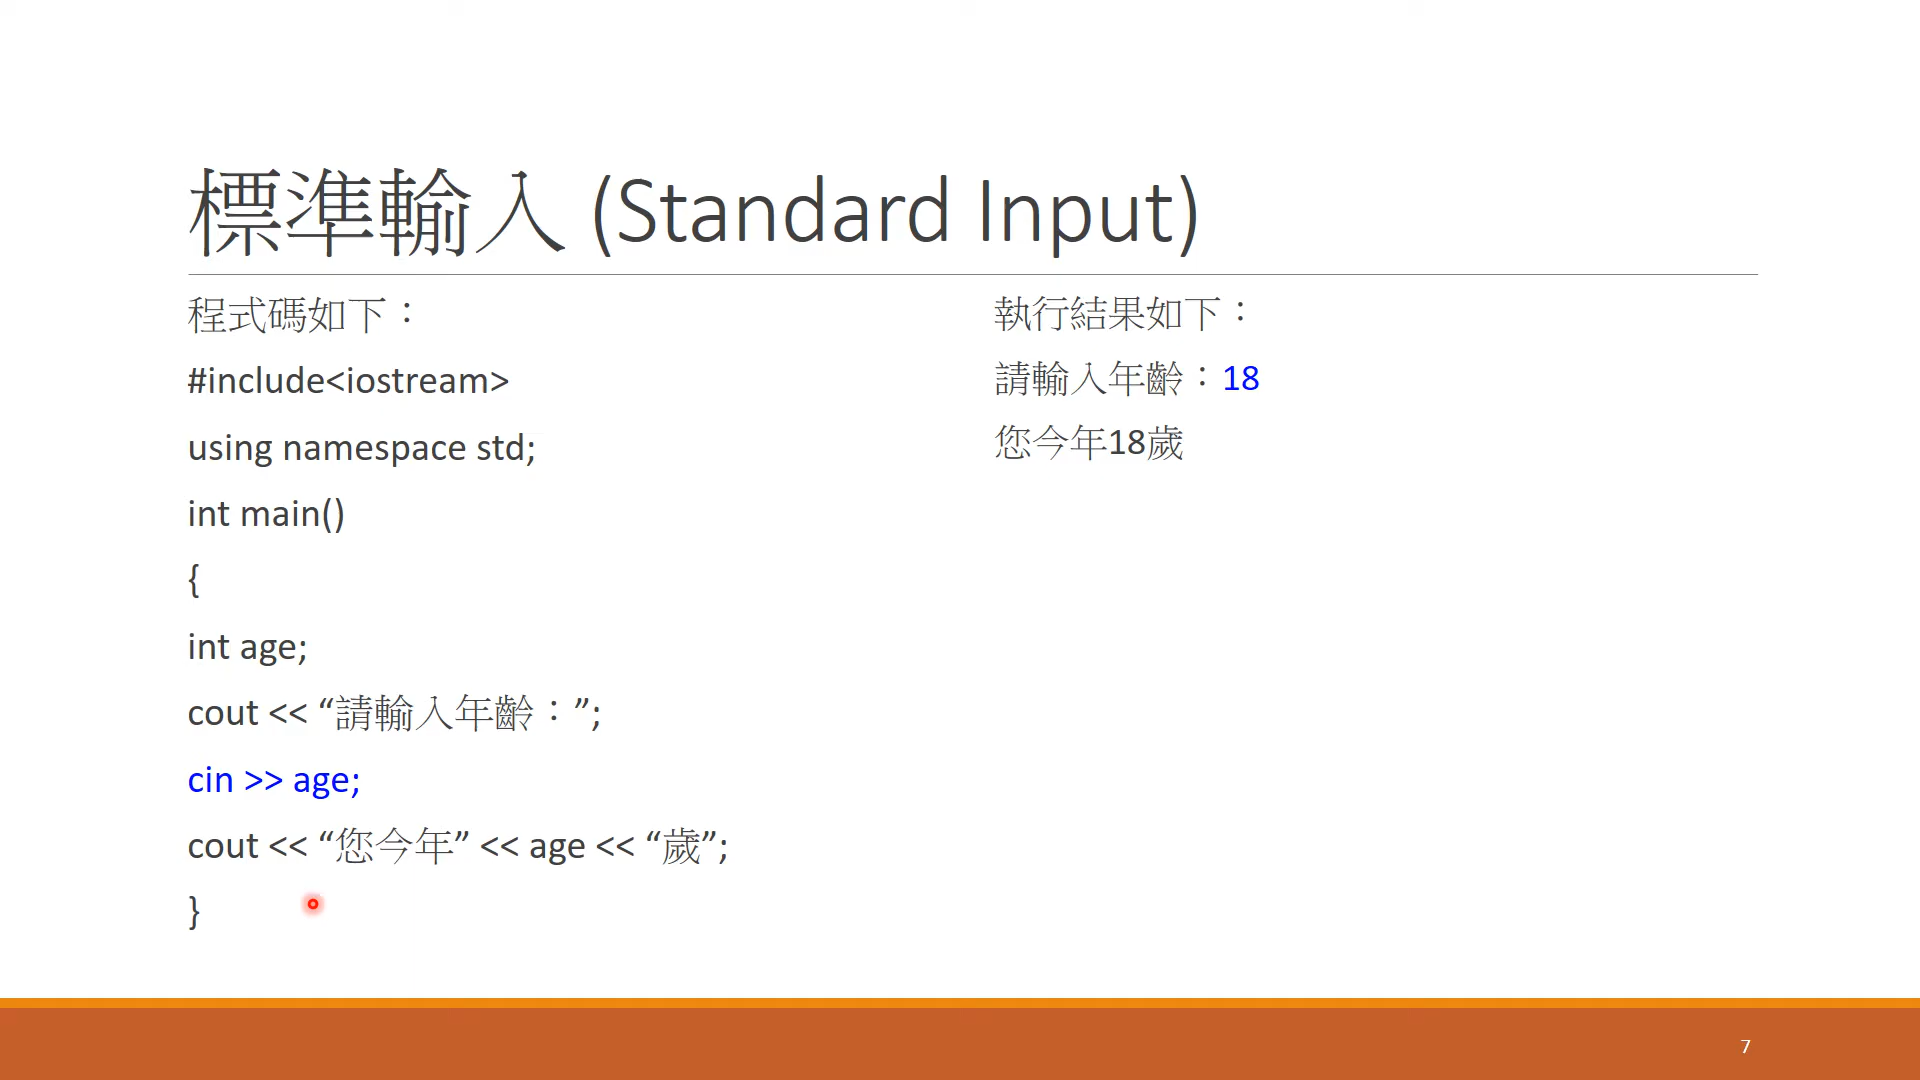 標準輸入 (Standard Input)
程式碼如下：
#include<iostream>
using namespace std;
int main()
{
int age;
cout << “請輸入年齡：”;
cin >> age;
cout << “您今年” << age << “歲”;
}
執行結果如下：
請輸入年齡：18
您今年18歲
7